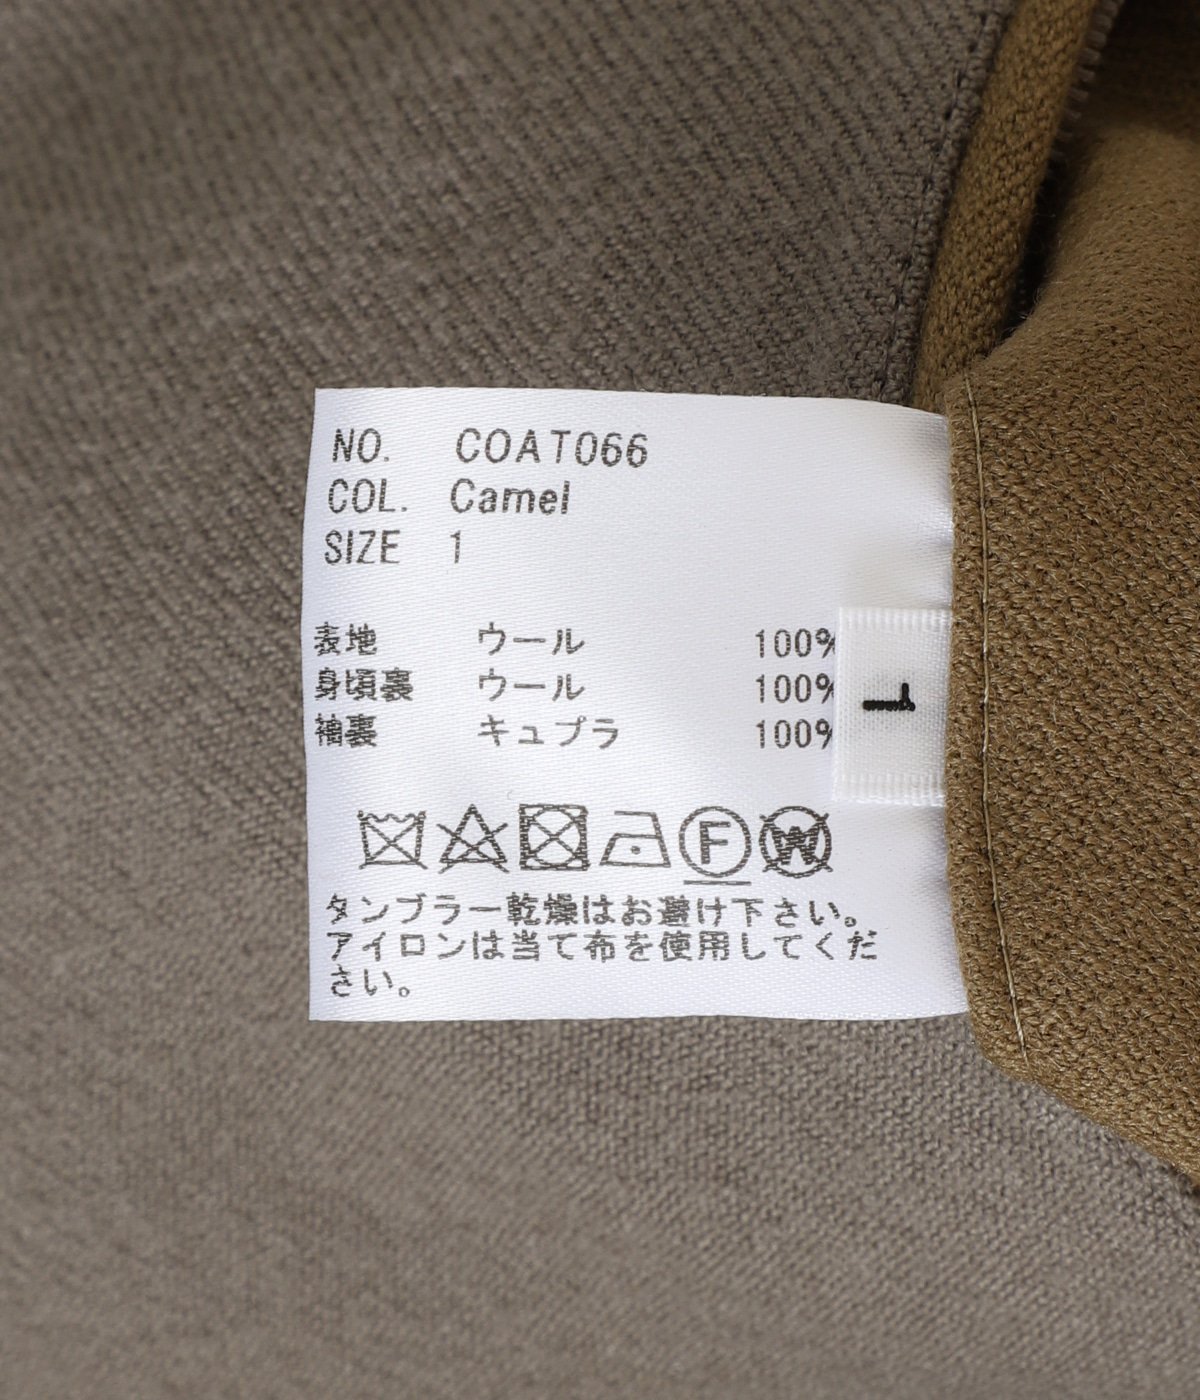 NO. COAT066
COL. Camel
SIZE 1
表地 ウール 100%
身頃裏 ウール 100%
袖裏 キュプラ 100%
1
F W
タンブラー乾燥はお避け下さい。
アイロンは当て布を使用してくだ
さい。